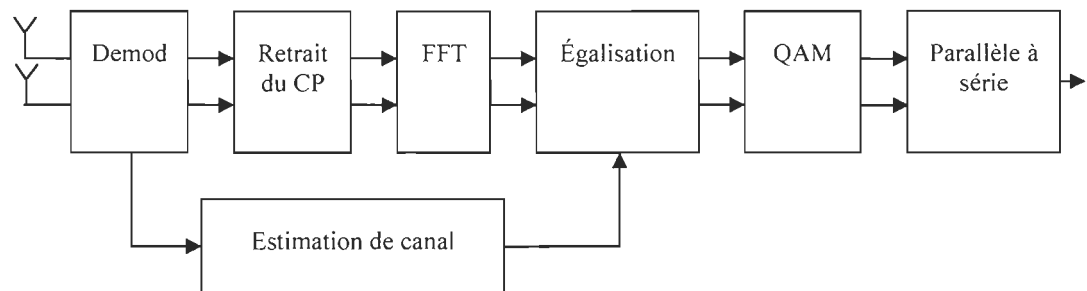 Demod
Retrait
du CP
FFT
Égalisation
QAM
Parallèle à
série
Estimation de canal